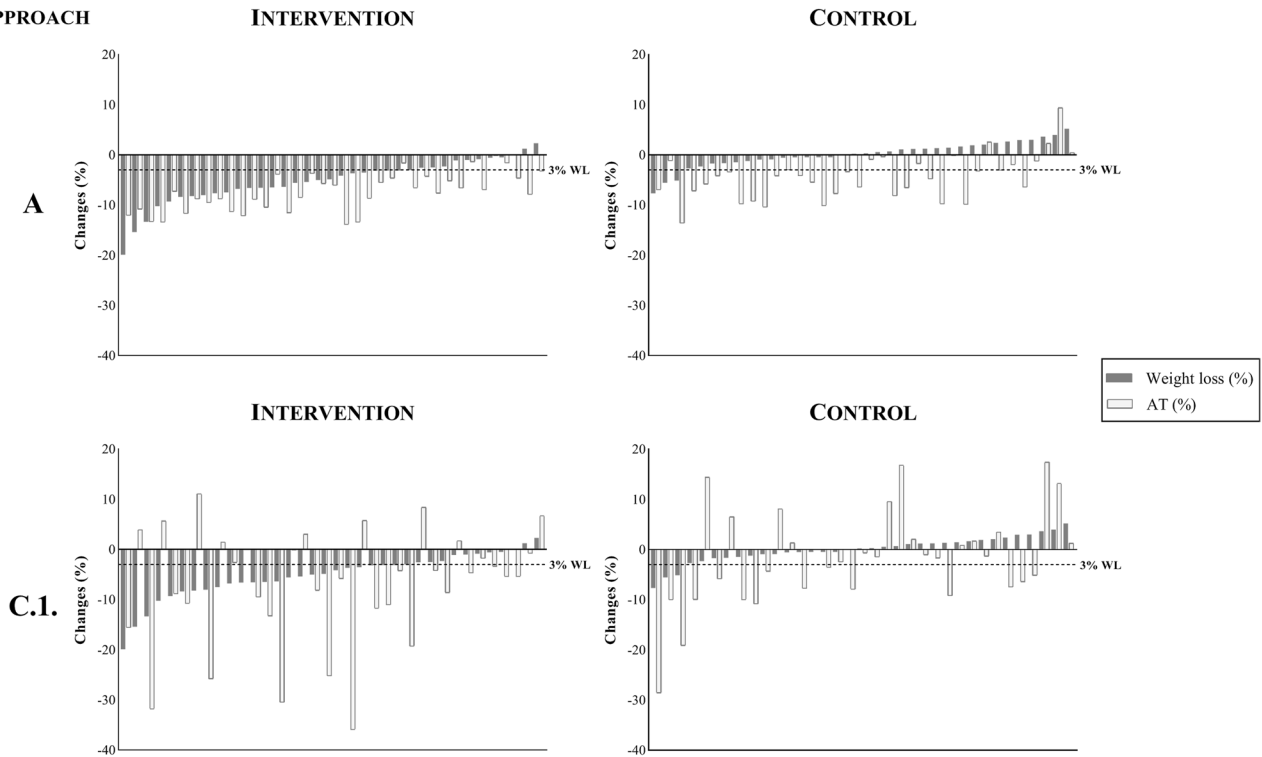 PPROACH INTERVENTION CONTROL
20 20
10 10
0 0
3% WL 3% WL
A
Changes (%) Changes (%)
-10 -10
-20 -20
-30 -30
-40 -40
Weight loss (%)
AT (%)
INTERVENTION CONTROL
20 20
10 10
0 0
3% WL 3% WL
C.1.
Changes (%) Changes (%)
-10 -10
-20 -20
-30 -30
-40 -40